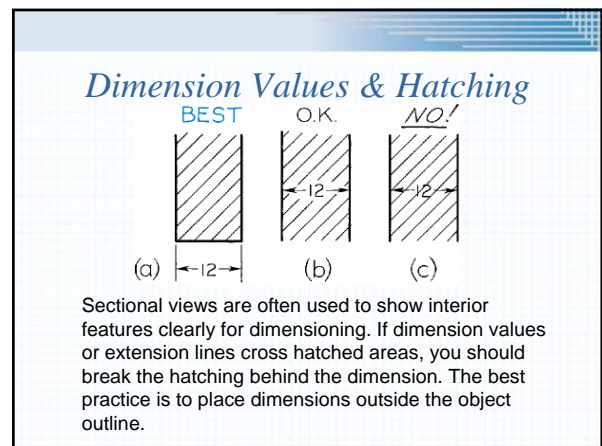 Dimension Values & Hatching
BEST O.K. NO!
12 12
(a) 12 (b) (c)
Sectional views are often used to show interior
features clearly for dimensioning. If dimension values
or extension lines cross hatched areas, you should
break the hatching behind the dimension. The best
practice is to place dimensions outside the object
outline.